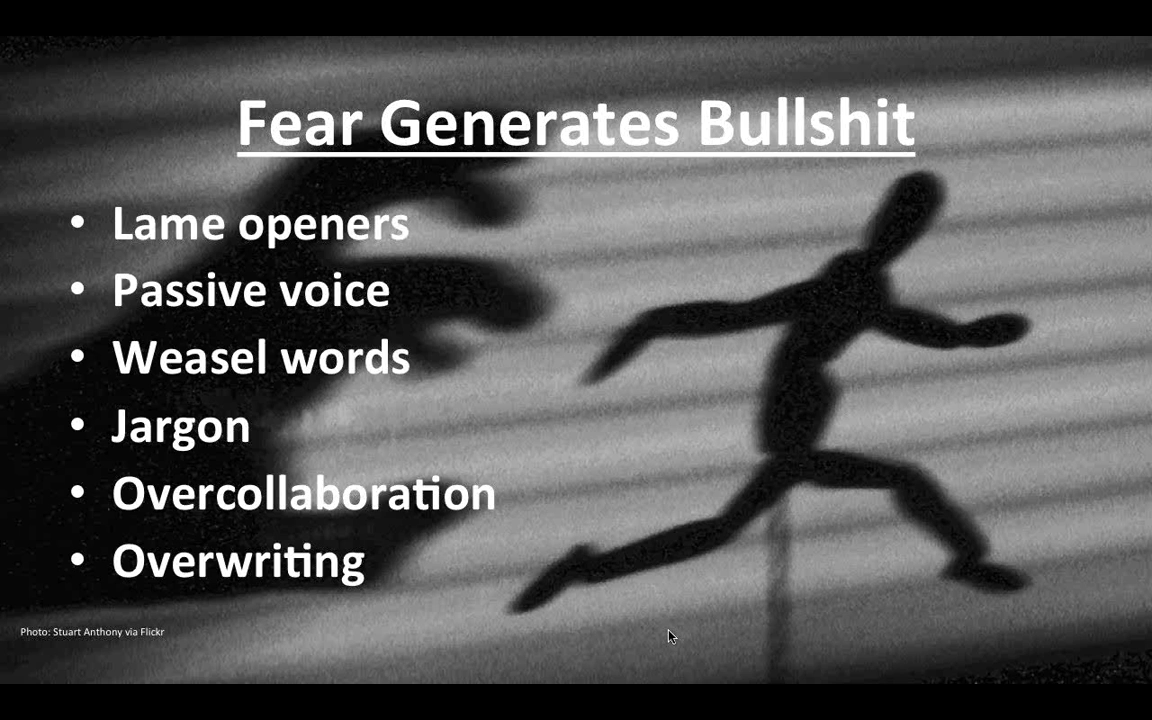 Fear Generates Bullshit
• Lame openers
• Passive voice
• Weasel words
• Jargon
• Overcollaboration
• Overwriting
Photo: Stuart Anthony via Flickr